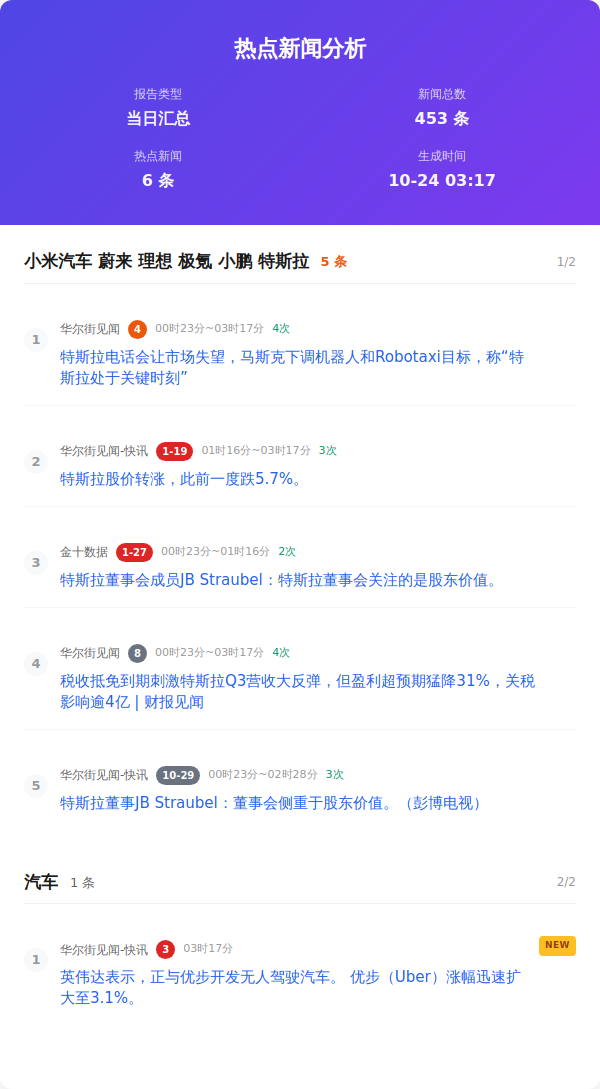 热点新闻分析
报告类型
新闻总数
当日汇总
453 条
热点新闻
生成时间
6 条
10-24 03:17
小米汽车 蔚来 理想 极氪 小鹏 特斯拉 5 条 1/2
1
华尔街见闻 4 00时23分~03时17分 4次
特斯拉电话会让市场失望，马斯克下调机器人和Robotaxi目标，称“特
斯拉处于关键时刻”
2
华尔街见闻-快讯 1-19 01时16分~03时17分 3次
特斯拉股价转涨，此前一度跌5.7%。
3
金十数据 1-27 00时23分~01时16分 2次
特斯拉董事会成员JB Straubel：特斯拉董事会关注的是股东价值。
4
华尔街见闻 8 00时23分~03时17分 4次
税收抵免到期刺激特斯拉Q3营收大反弹，但盈利超预期猛降31%，关税
影响逾4亿 | 财报见闻
5
华尔街见闻-快讯 10-29 00时23分~02时28分 3次
特斯拉董事JB Straubel：董事会侧重于股东价值。（彭博电视）
汽车 1 条 2/2
1
华尔街见闻-快讯 3 03时17分 NEW
英伟达表示，正与优步开发无人驾驶汽车。 优步（Uber）涨幅迅速扩
大至3.1%。